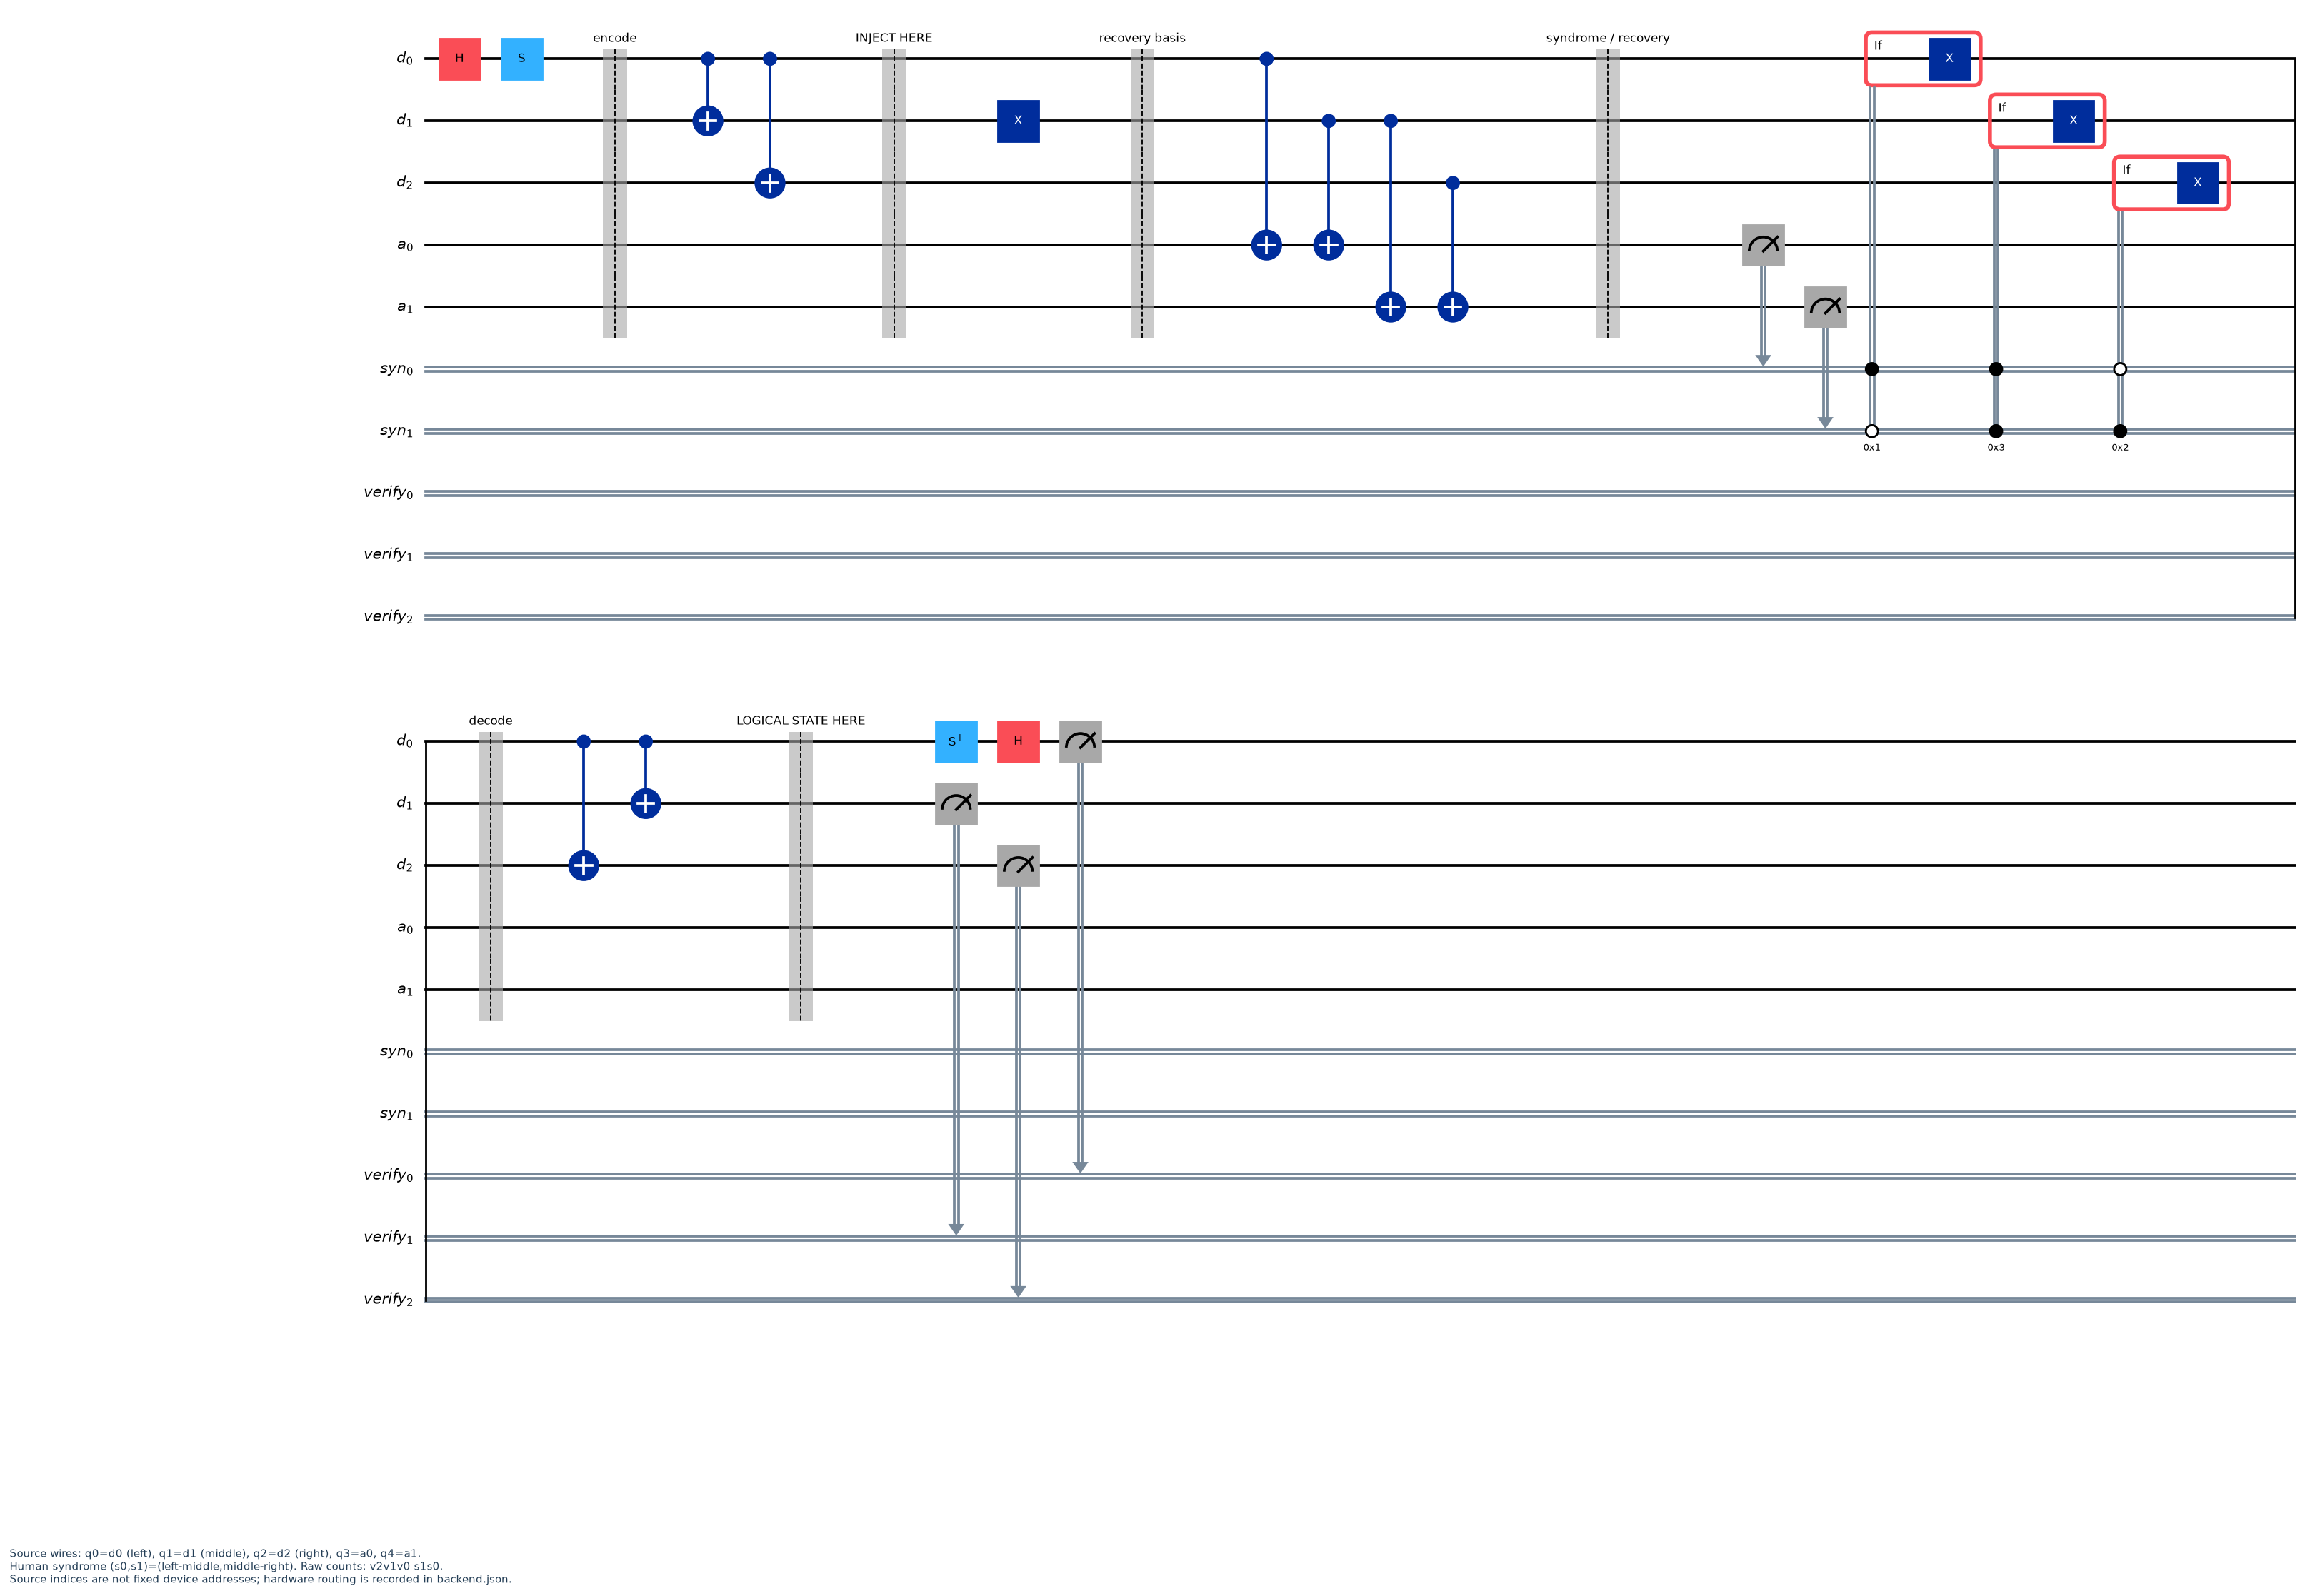 encode INJECT HERE recovery basis syndrome / recovery
d0 H S If X
d1 X If X
d2 If X
a0
a1
syn0
syn1
0x1 0x3 0x2
verify0
verify1
verify2
decode LOGICAL STATE HERE
d0 S† H
d1
d2
a0
a1
syn0
syn1
verify0
verify1
verify2
Source wires: q0=d0 (left), q1=d1 (middle), q2=d2 (right), q3=a0, q4=a1.
Human syndrome (s0,s1)=(left-middle,middle-right). Raw counts: v2v1v0 s1s0.
Source indices are not fixed device addresses; hardware routing is recorded in backend.json.